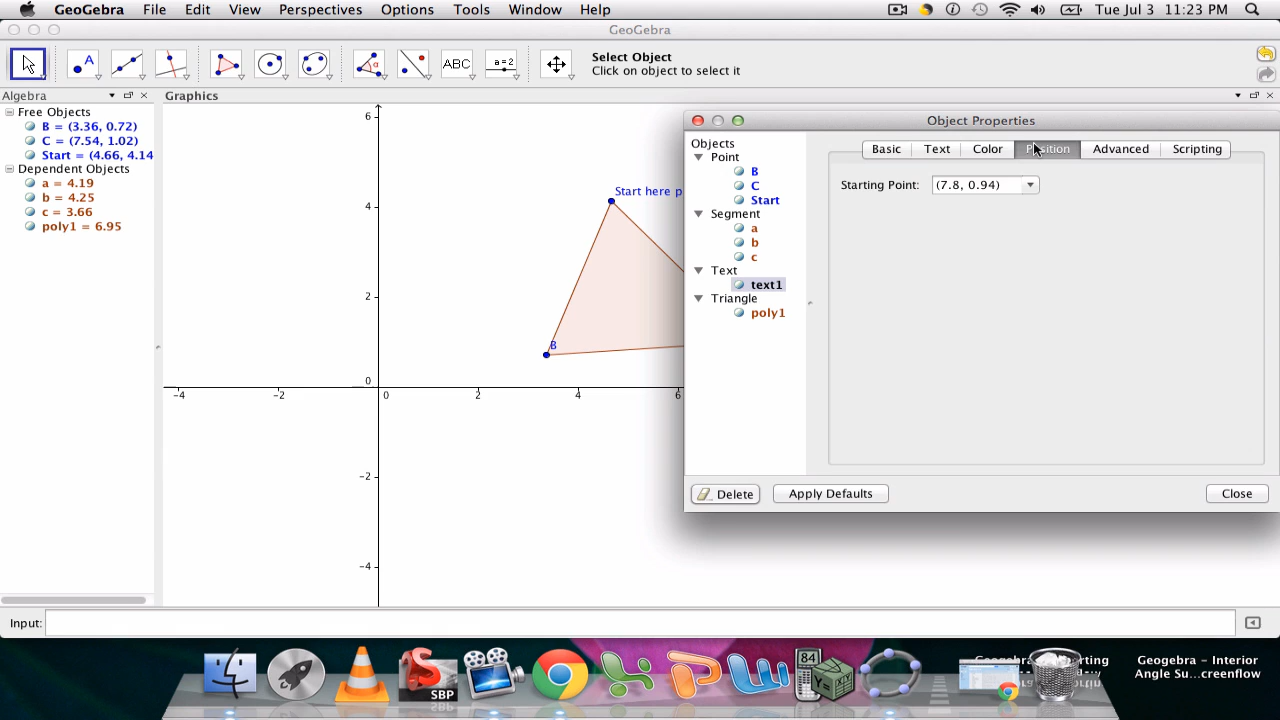 GeoGebra File Edit View Perspectives Options Tools Window Help Tue Jul 3 11:23 PM
GeoGebra
A
α
ABC
a=2
Select Object
Click on object to select it
Algebra
Free Objects
B = (3.36, 0.72)
C = (7.54, 1.02)
Start = (4.66, 4.14
Dependent Objects
a = 4.19
b = 4.25
c = 3.66
poly1 = 6.95
Graphics
6
4
2
0
-2
-4
-4 -2 0 2 4 6
Start here p
B
Object Properties
Objects
Point
B
C
Start
Segment
a
b
c
Text
text1
Triangle
poly1
Basic Text Color Position Advanced Scripting
Starting Point: (7.8, 0.94)
Delete Apply Defaults Close
Input:
SBP
84
Geogebra - Interior
Angle Su...creenflow